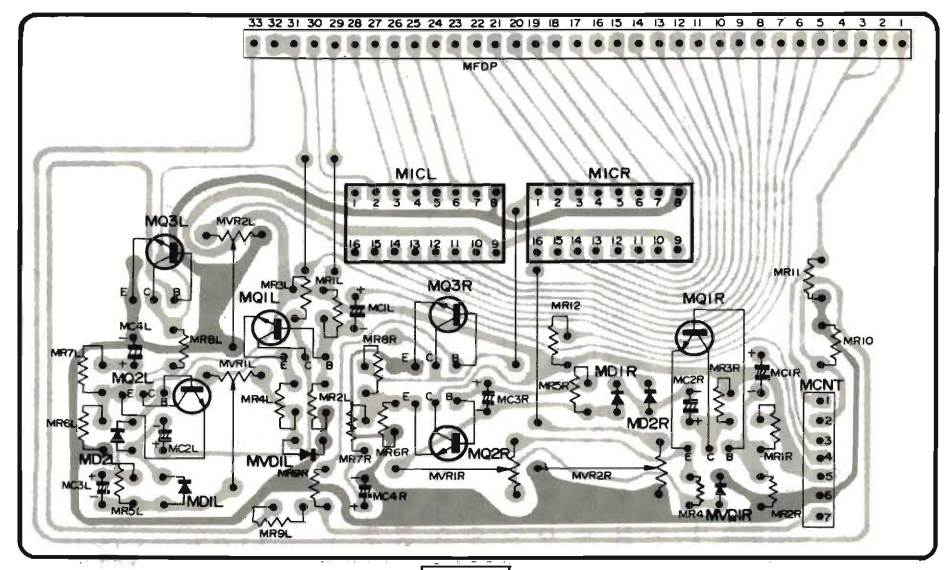 33 32 31 30 29 28 27 26 25 24 23 22 21 20 19 18 17 16 15 14 13 12 11 10 9 8 7 6 5 4 3 2 1
MFDP
MICL MICR
1 2 3 4 5 6 7 8 1 2 3 4 5 6 7 8
16 15 14 13 12 11 10 9 16 15 14 13 12 11 10 9
MQ3L MVR2L
E C B
MR3L MR1L
MQ1L
+ MC1L −
MQ3R
MR8R
E C B
MR12
MQ1R
MR11
MR10
MC4L − +
MR8L
MR7L
MQ2L
MVR1L
E C B
E C B
MR4L MR2L
MC3R + −
MR5R
MD1R
MC2R
MR3R
MC1R + −
MCNT
1
2
3
4
5
6
7
MR6L
MD2L
MC2L +
MVD1L
MR7R MR6R
E C B
MQ2R
MD2R
MR1R
E C B
MC3L + −
MR5L
MD1L
MC4R − +
MVR1R MVR2R
MR4 MVD1R MR2R
MR9L